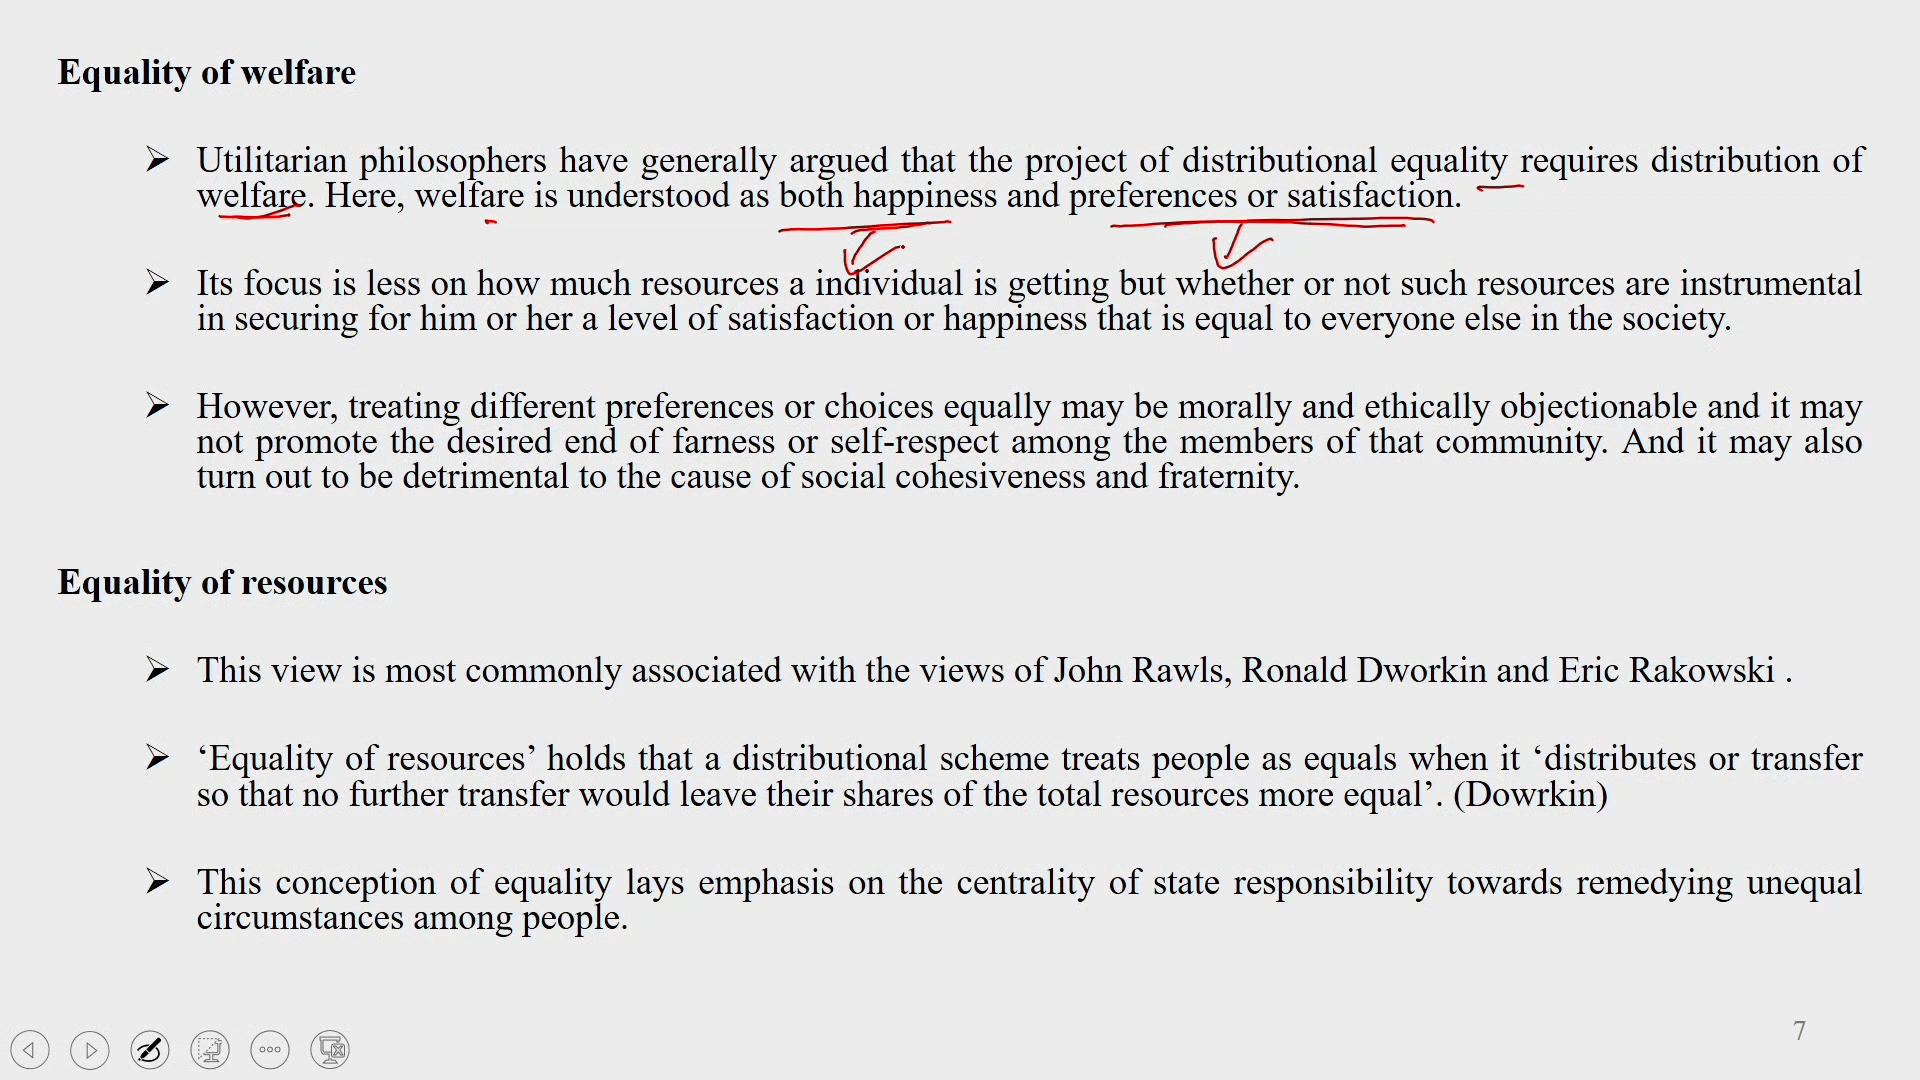 Equality of welfare
➢ Utilitarian philosophers have generally argued that the project of distributional equality requires distribution of
welfare. Here, welfare is understood as both happiness and preferences or satisfaction.
➢ Its focus is less on how much resources a individual is getting but whether or not such resources are instrumental
in securing for him or her a level of satisfaction or happiness that is equal to everyone else in the society.
➢ However, treating different preferences or choices equally may be morally and ethically objectionable and it may
not promote the desired end of farness or self-respect among the members of that community. And it may also
turn out to be detrimental to the cause of social cohesiveness and fraternity.
Equality of resources
➢ This view is most commonly associated with the views of John Rawls, Ronald Dworkin and Eric Rakowski .
➢ ‘Equality of resources’ holds that a distributional scheme treats people as equals when it ‘distributes or transfer
so that no further transfer would leave their shares of the total resources more equal’. (Dowrkin)
➢ This conception of equality lays emphasis on the centrality of state responsibility towards remedying unequal
circumstances among people.
7